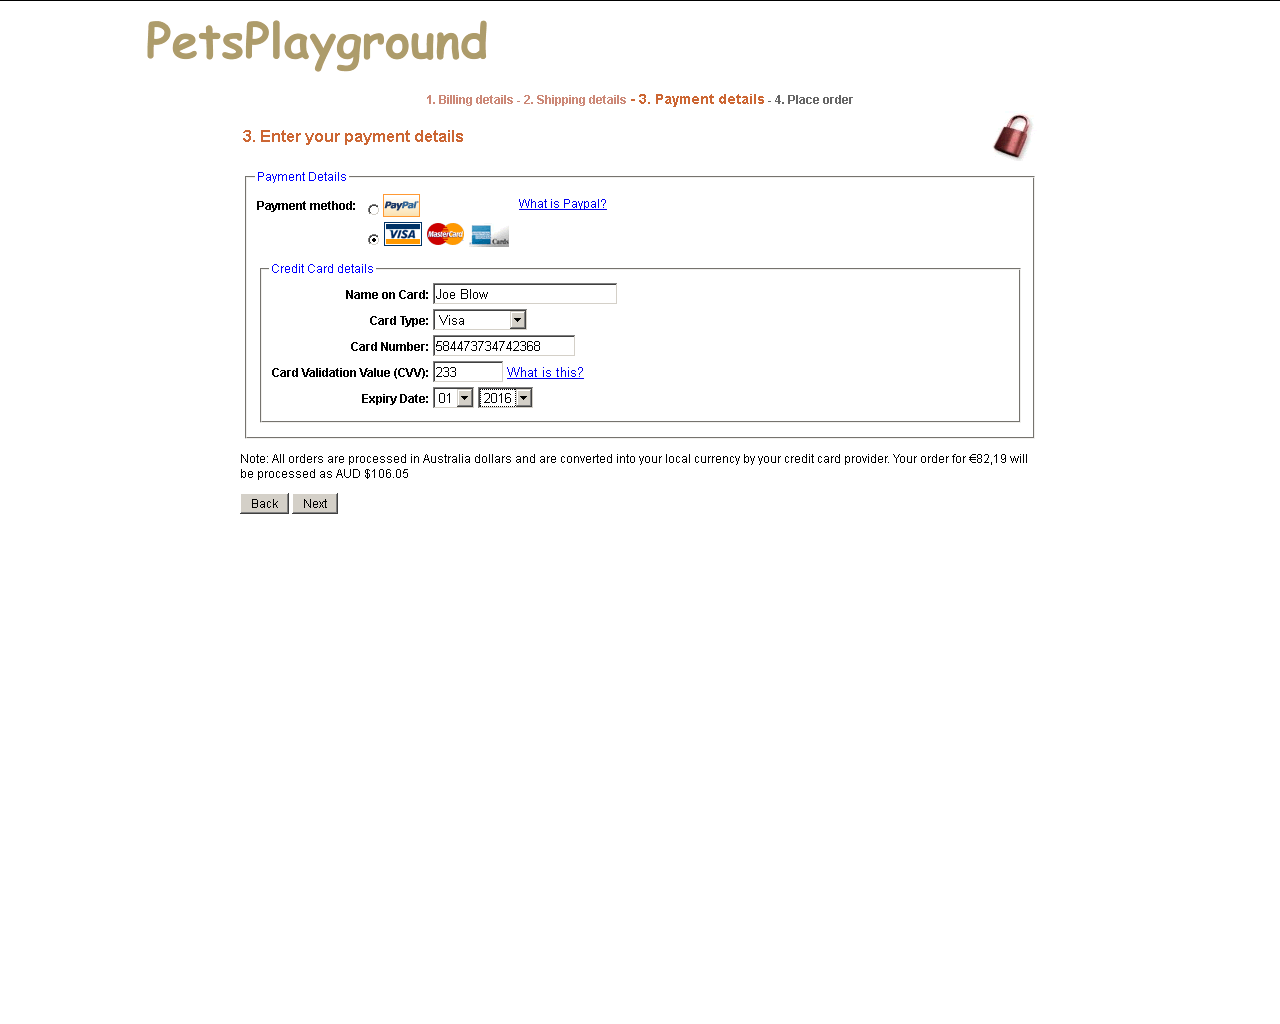 PetsPlayground
1. Billing details - 2. Shipping details - 3. Payment details - 4. Place order
3. Enter your payment details
Payment Details
Payment method: PayPal What is Paypal?
VISA MasterCard Cards
Credit Card details
Name on Card: Joe Blow
Card Type: Visa
Card Number: 584473734742368
Card Validation Value (CVV): 233 What is this?
Expiry Date: 01 2016
Note: All orders are processed in Australia dollars and are converted into your local currency by your credit card provider. Your order for €82,19 will
be processed as AUD $106.05
Back Next